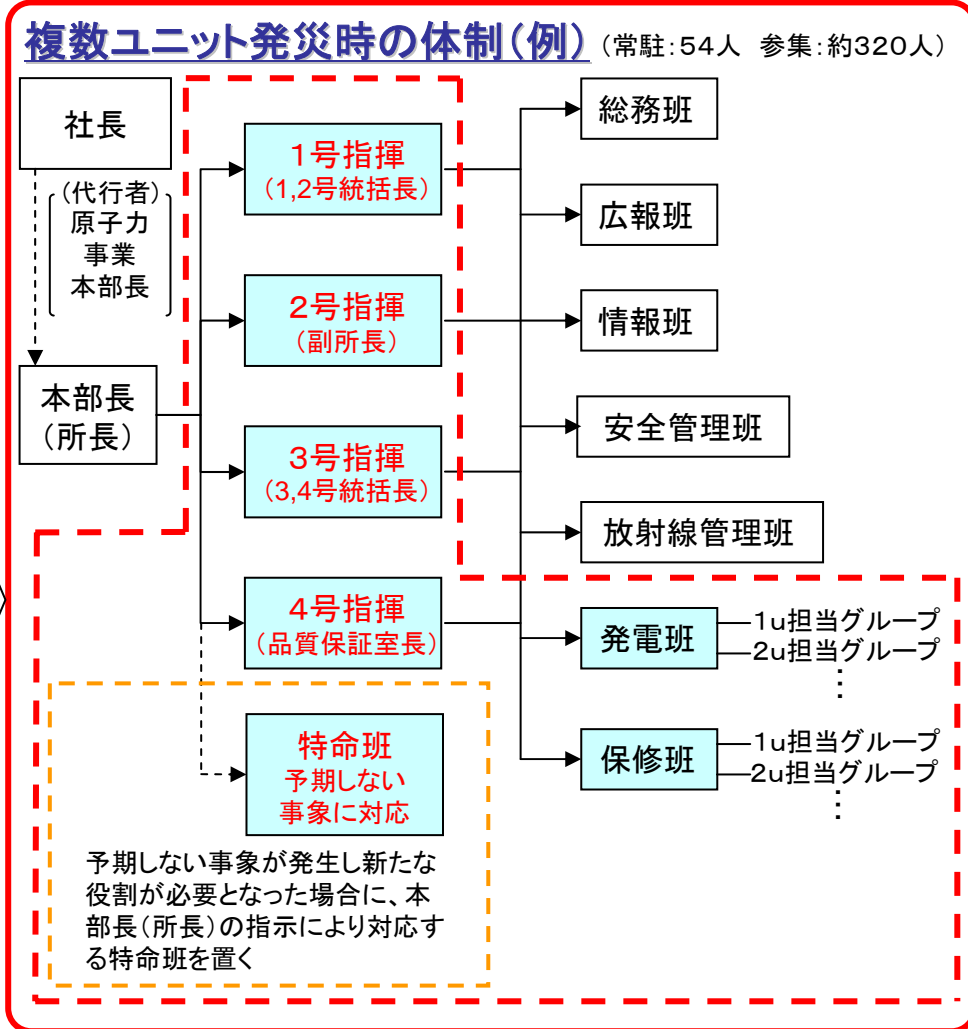 複数ユニット発災時の体制(例) (常駐:54人 参集:約320人)
社長
(代行者)
原子力
事業
本部長
本部長
(所長)
1号指揮
(1,2号統括長)
2号指揮
(副所長)
3号指揮
(3,4号統括長)
4号指揮
(品質保証室長)
特命班
予期しない
事象に対応
予期しない事象が発生し新たな
役割が必要となった場合に、本
部長(所長)の指示により対応す
る特命班を置く
総務班
広報班
情報班
安全管理班
放射線管理班
発電班
1u担当グループ
2u担当グループ
:
保修班
1u担当グループ
2u担当グループ
: